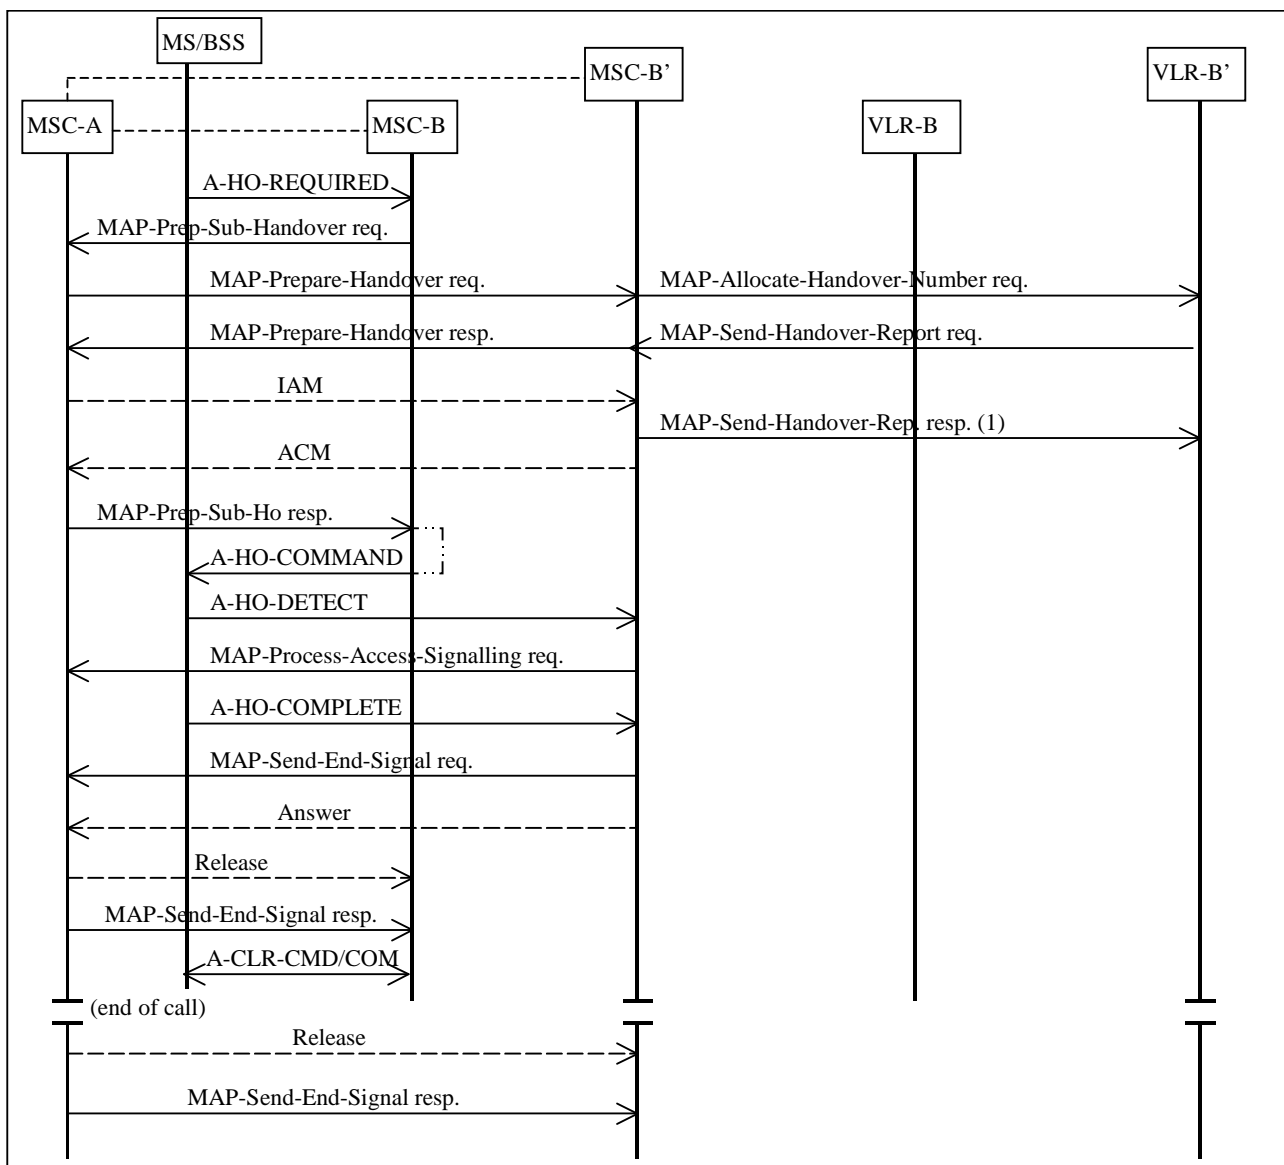 MS/BSS
MSC-B’
VLR-B’
MSC-A
MSC-B
VLR-B
A-HO-REQUIRED
MAP-Prep-Sub-Handover req.
MAP-Prepare-Handover req.
MAP-Allocate-Handover-Number req.
MAP-Prepare-Handover resp.
MAP-Send-Handover-Report req.
IAM
MAP-Send-Handover-Rep. resp. (1)
ACM
MAP-Prep-Sub-Ho resp.
A-HO-COMMAND
A-HO-DETECT
MAP-Process-Access-Signalling req.
A-HO-COMPLETE
MAP-Send-End-Signal req.
Answer
Release
MAP-Send-End-Signal resp.
A-CLR-CMD/COM
(end of call)
Release
MAP-Send-End-Signal resp.